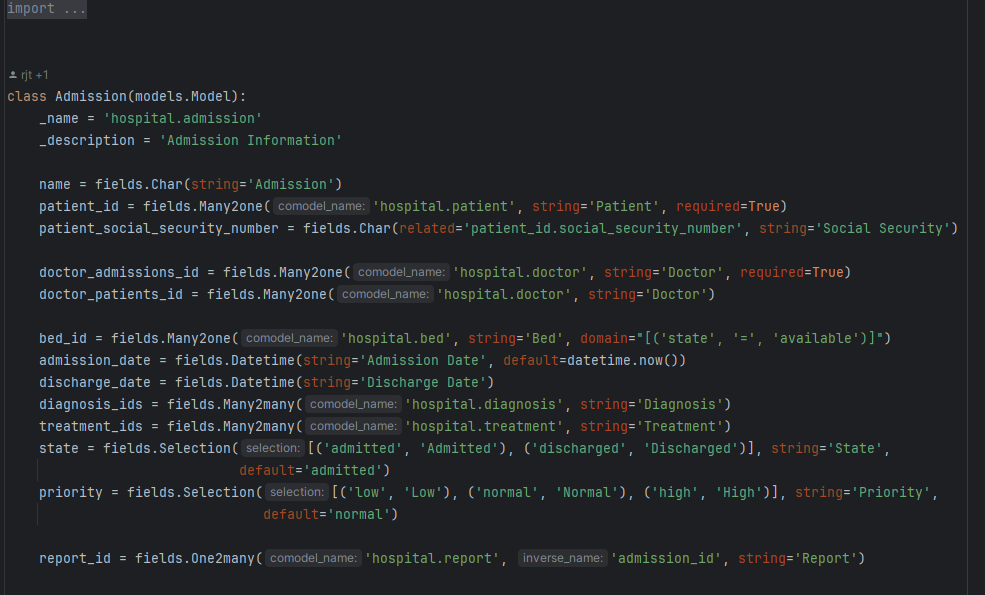 import ...
rjt +1
class Admission(models.Model):
    _name = 'hospital.admission'
    _description = 'Admission Information'
    name = fields.Char(string='Admission')
    patient_id = fields.Many2one( comodel_name: 'hospital.patient', string='Patient', required=True)
    patient_social_security_number = fields.Char(related='patient_id.social_security_number', string='Social Security')
    doctor_admissions_id = fields.Many2one( comodel_name: 'hospital.doctor', string='Doctor', required=True)
    doctor_patients_id = fields.Many2one( comodel_name: 'hospital.doctor', string='Doctor')
    bed_id = fields.Many2one( comodel_name: 'hospital.bed', string='Bed', domain="[('state', '=', 'available')]")
    admission_date = fields.Datetime(string='Admission Date', default=datetime.now())
    discharge_date = fields.Datetime(string='Discharge Date')
    diagnosis_ids = fields.Many2many( comodel_name: 'hospital.diagnosis', string='Diagnosis')
    treatment_ids = fields.Many2many( comodel_name: 'hospital.treatment', string='Treatment')
    state = fields.Selection( selection: [('admitted', 'Admitted'), ('discharged', 'Discharged')], string='State',
                             default='admitted')
    priority = fields.Selection( selection: [('low', 'Low'), ('normal', 'Normal'), ('high', 'High')], string='Priority',
                                default='normal')
    report_id = fields.One2many( comodel_name: 'hospital.report', inverse_name: 'admission_id', string='Report')